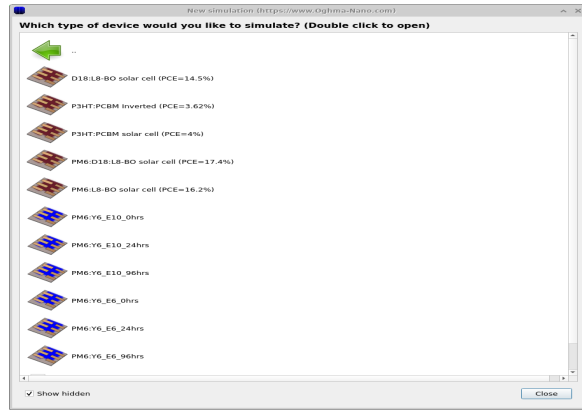 New simulation (https://www.Oghma-Nano.com)
Which type of device would you like to simulate? (Double click to open)
..
D18:L8-BO solar cell (PCE=14.5%)
P3HT:PCBM Inverted (PCE=3.62%)
P3HT:PCBM solar cell (PCE=4%)
PM6:D18:L8-BO solar cell (PCE=17.4%)
PM6:L8-BO solar cell (PCE=16.2%)
PM6:Y6_E10_0hrs
PM6:Y6_E10_24hrs
PM6:Y6_E10_96hrs
PM6:Y6_E6_0hrs
PM6:Y6_E6_24hrs
PM6:Y6_E6_96hrs
Show hidden
Close